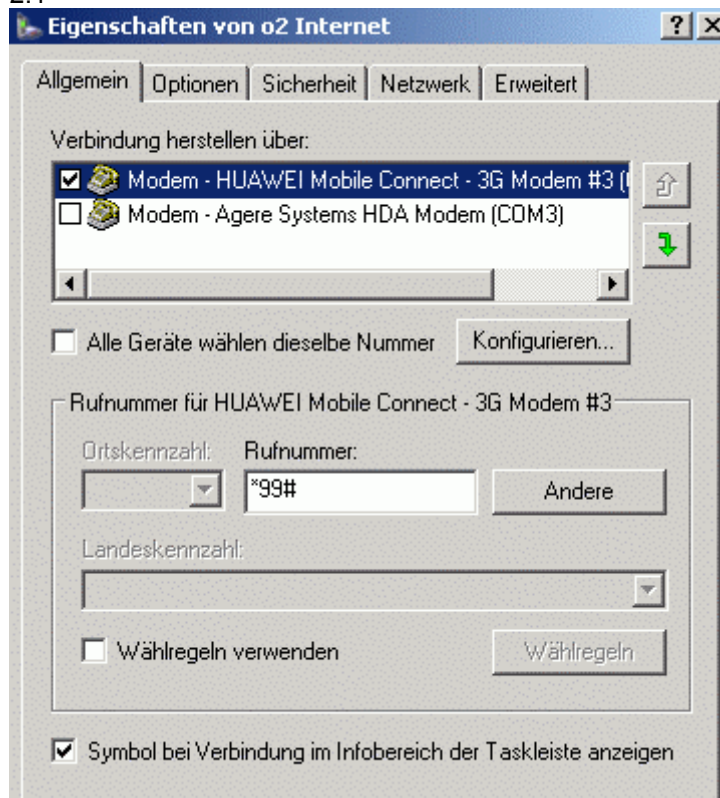 Eigenschaften von o2 Internet
Allgemein Optionen Sicherheit Netzwerk Erweitert
Verbindung herstellen über:
Modem - HUAWEI Mobile Connect - 3G Modem #3 (
Modem - Agere Systems HDA Modem (COM3)
Alle Geräte wählen dieselbe Nummer Konfigurieren...
Rufnummer für HUAWEI Mobile Connect - 3G Modem #3
Ortskennzahl: Rufnummer:
*99# Andere
Landeskennzahl:
Wählregeln verwenden Wählregeln
Symbol bei Verbindung im Infobereich der Taskleiste anzeigen